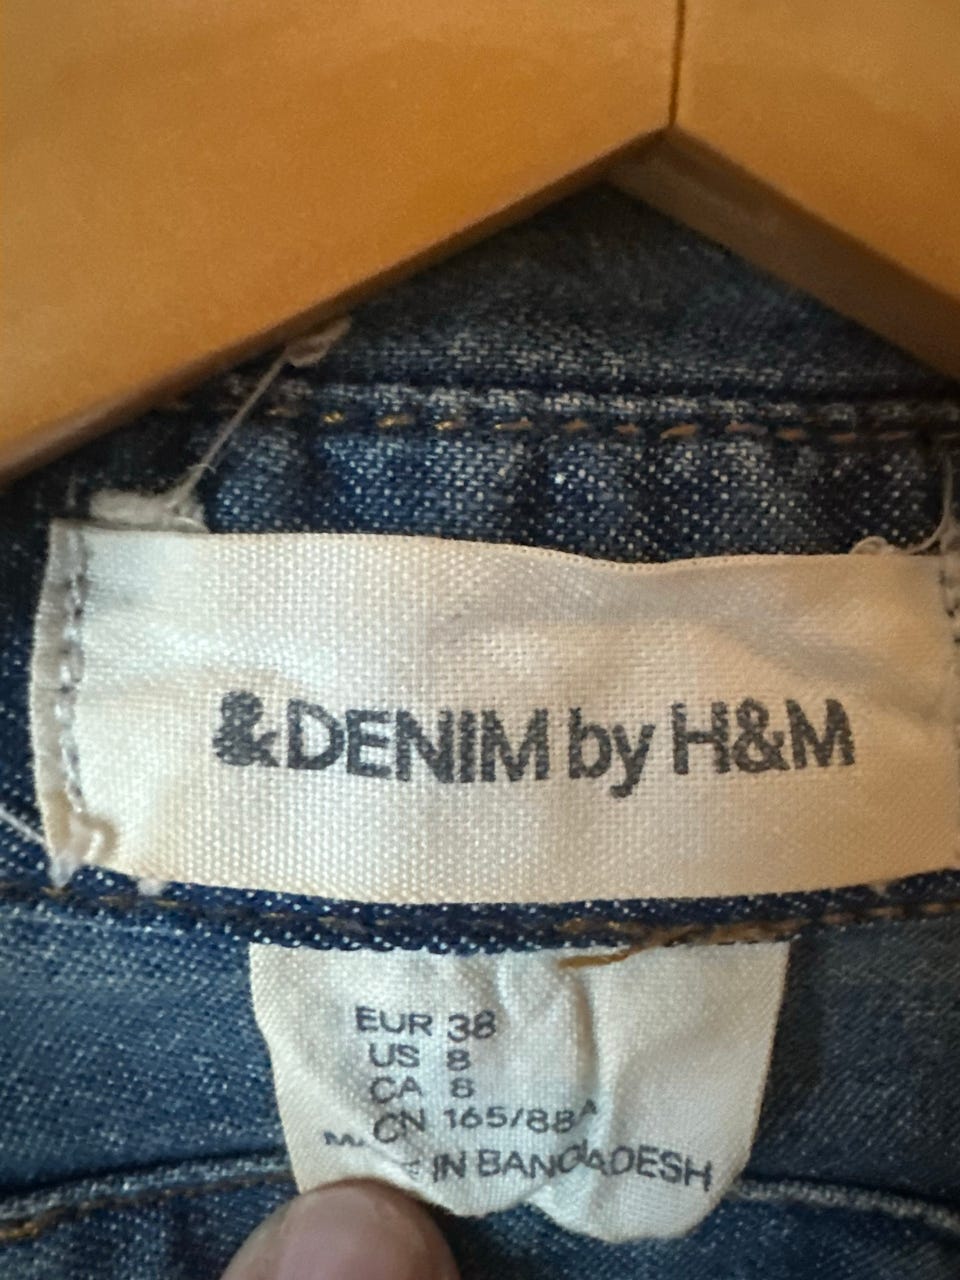 &DENIM by H&M
EUR 38
US 8
CA 8
CN 165/88A
IN BANGLADESH